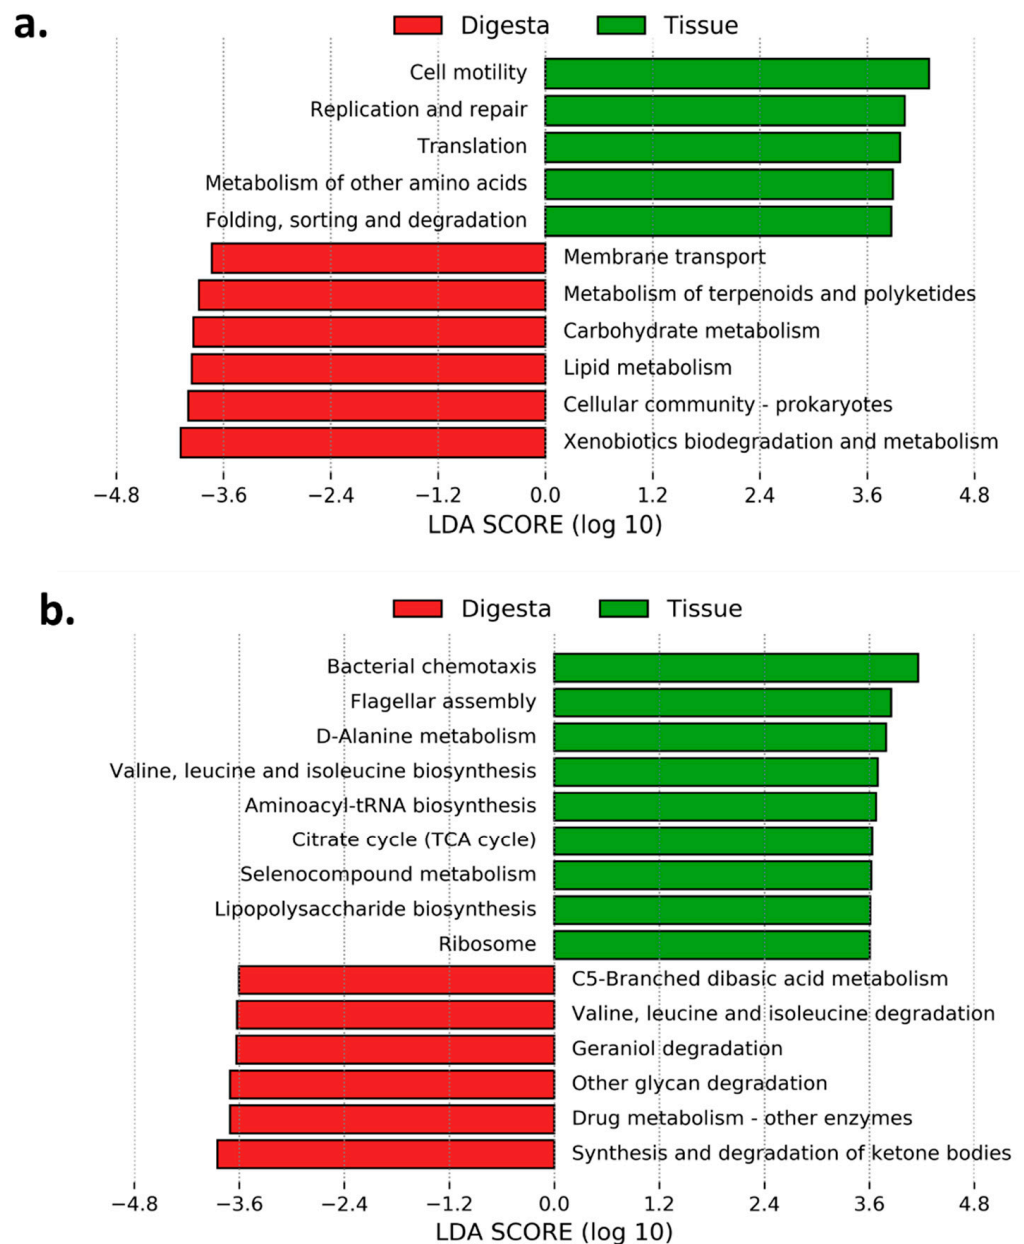 a.
Digesta Tissue
Cell motility
Replication and repair
Translation
Metabolism of other amino acids
Folding, sorting and degradation
Membrane transport
Metabolism of terpenoids and polyketides
Carbohydrate metabolism
Lipid metabolism
Cellular community - prokaryotes
Xenobiotics biodegradation and metabolism
−4.8 −3.6 −2.4 −1.2 0.0 1.2 2.4 3.6 4.8
LDA SCORE (log 10)
b.
Digesta Tissue
Bacterial chemotaxis
Flagellar assembly
D-Alanine metabolism
Valine, leucine and isoleucine biosynthesis
Aminoacyl-tRNA biosynthesis
Citrate cycle (TCA cycle)
Selenocompound metabolism
Lipopolysaccharide biosynthesis
Ribosome
C5-Branched dibasic acid metabolism
Valine, leucine and isoleucine degradation
Geraniol degradation
Other glycan degradation
Drug metabolism - other enzymes
Synthesis and degradation of ketone bodies
−4.8 −3.6 −2.4 −1.2 0.0 1.2 2.4 3.6 4.8
LDA SCORE (log 10)